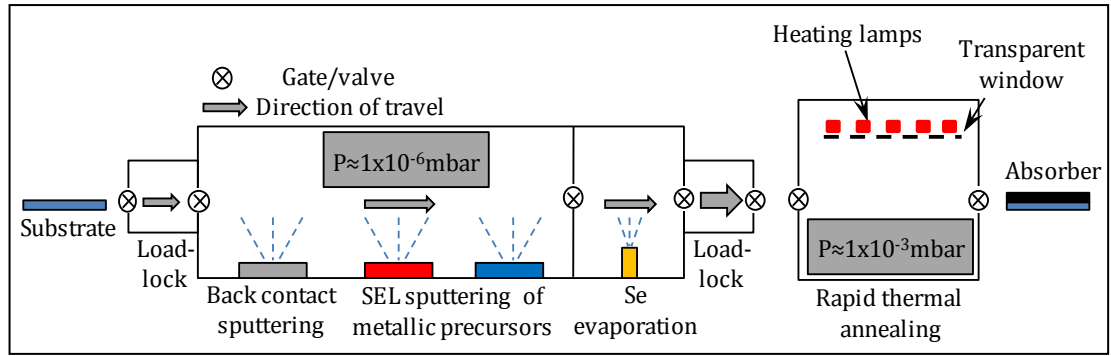 Heating lamps
Transparent
window
Gate/valve
Direction of travel
P≈1x10⁻⁶mbar
Absorber
Substrate
Load-
lock
Load-
lock
P≈1x10⁻³mbar
Back contact
sputtering
SEL sputtering of
metallic precursors
Se
evaporation
Rapid thermal
annealing